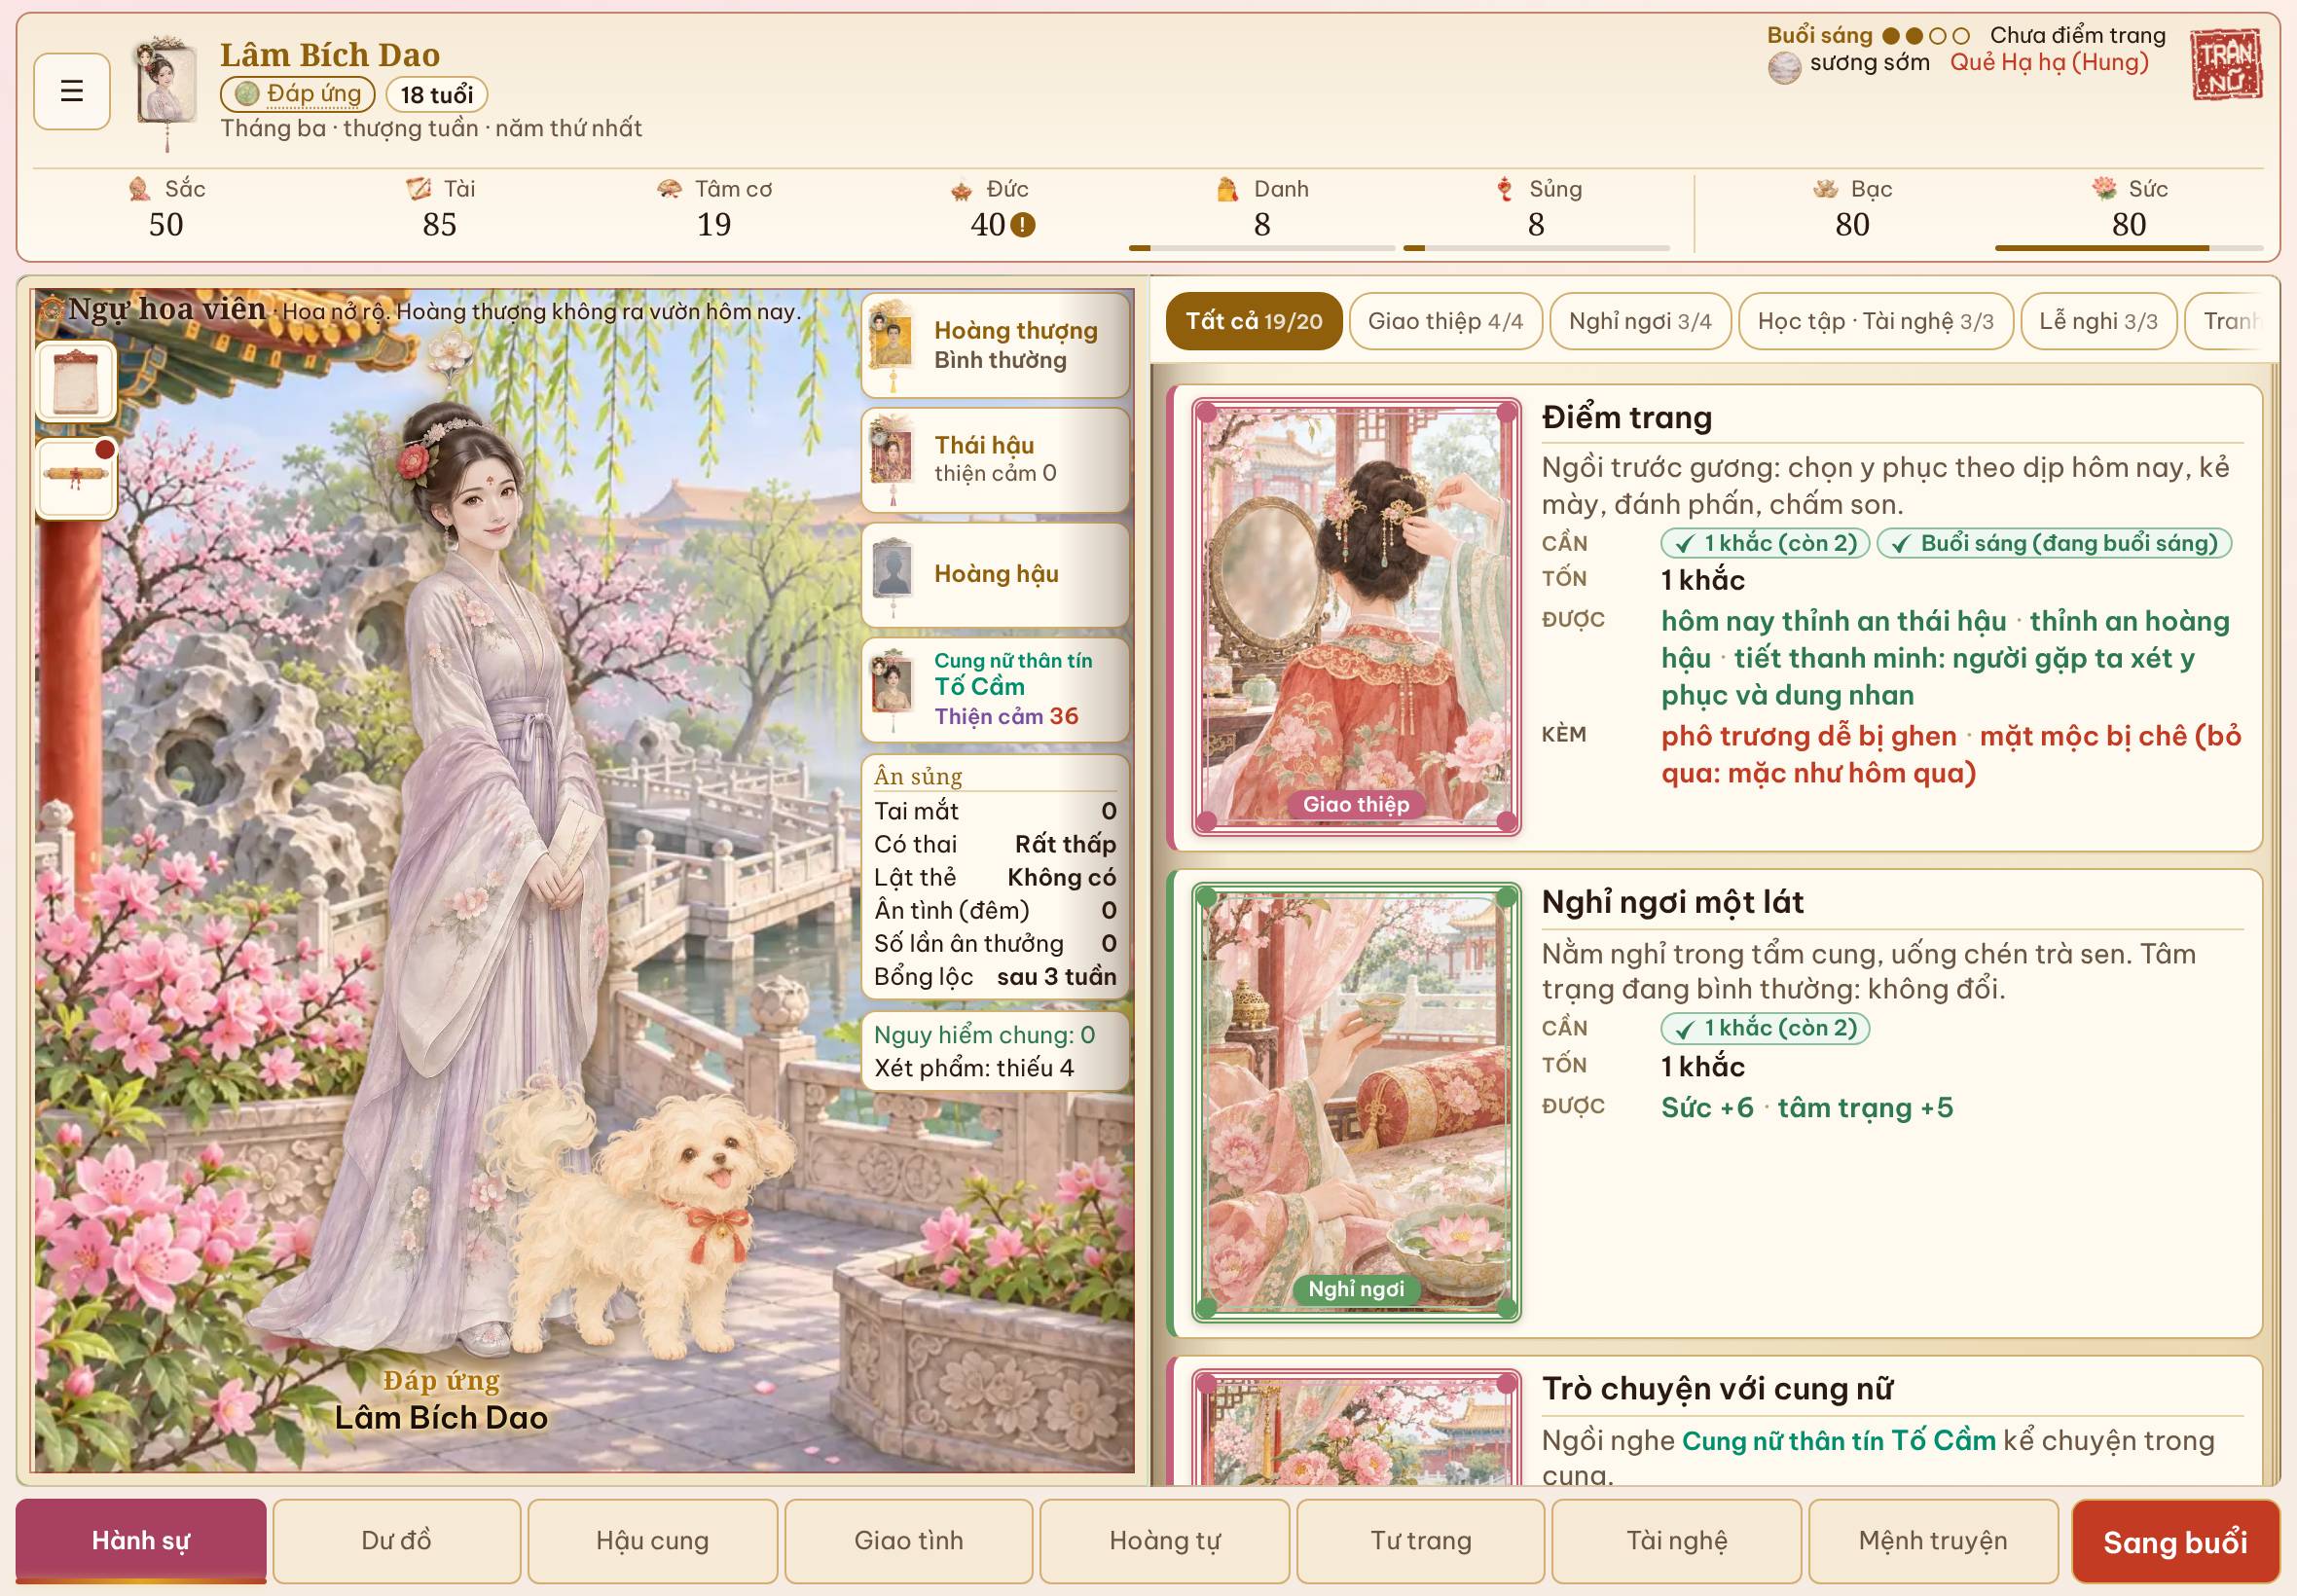 Lâm Bích Dao
Đáp ứng
18 tuổi
Tháng ba · thượng tuần · năm thứ nhất
Buổi sáng
Chưa điểm trang
sương sớm
Quẻ Hạ hạ (Hung)
TRÂN
NỮ
Sắc
50
Tài
85
Tâm cơ
19
Đức
40 !
Danh
8
Sủng
8
Bạc
80
Sức
80
Ngự hoa viên · Hoa nở rộ. Hoàng thượng không ra vườn hôm nay.
Hoàng thượng
Bình thường
Thái hậu
thiện cảm 0
Hoàng hậu
Cung nữ thân tín
Tố Cầm
Thiện cảm 36
Ân sủng
Tai mắt 0
Có thai Rất thấp
Lật thẻ Không có
Ân tình (đêm) 0
Số lần ân thưởng 0
Bổng lộc sau 3 tuần
Nguy hiểm chung: 0
Xét phẩm: thiếu 4
Đáp ứng
Lâm Bích Dao
Tất cả 19/20
Giao thiệp 4/4
Nghỉ ngơi 3/4
Học tập · Tài nghệ 3/3
Lễ nghi 3/3
Tranh
Giao thiệp
Điểm trang
Ngồi trước gương: chọn y phục theo dịp hôm nay, kẻ
mày, đánh phấn, chấm son.
CẦN ✓ 1 khắc (còn 2) ✓ Buổi sáng (đang buổi sáng)
TỐN 1 khắc
ĐƯỢC hôm nay thỉnh an thái hậu · thỉnh an hoàng
hậu · tiết thanh minh: người gặp ta xét y
phục và dung nhan
KÈM phô trương dễ bị ghen · mặt mộc bị chê (bỏ
qua: mặc như hôm qua)
Nghỉ ngơi
Nghỉ ngơi một lát
Nằm nghỉ trong tẩm cung, uống chén trà sen. Tâm
trạng đang bình thường: không đổi.
CẦN ✓ 1 khắc (còn 2)
TỐN 1 khắc
ĐƯỢC Sức +6 · tâm trạng +5
Trò chuyện với cung nữ
Ngồi nghe Cung nữ thân tín Tố Cầm kể chuyện trong
cung.
Hành sự
Dư đồ
Hậu cung
Giao tình
Hoàng tự
Tư trang
Tài nghệ
Mệnh truyện
Sang buổi